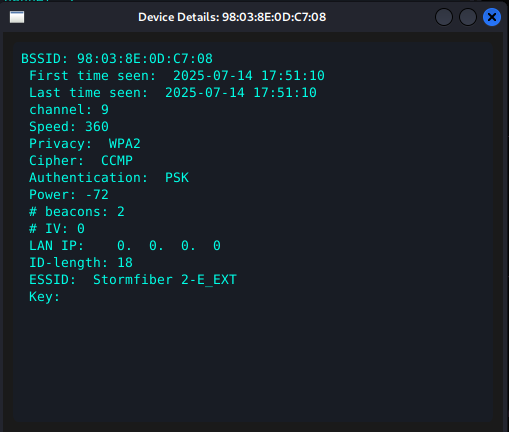 Device Details: 98:03:8E:0D:C7:08
BSSID: 98:03:8E:0D:C7:08
First time seen:  2025-07-14 17:51:10
Last time seen:  2025-07-14 17:51:10
channel: 9
Speed: 360
Privacy:  WPA2
Cipher:  CCMP
Authentication:  PSK
Power: -72
# beacons: 2
# IV: 0
LAN IP:    0.  0.  0.  0
ID-length: 18
ESSID:  Stormfiber 2-E_EXT
Key: